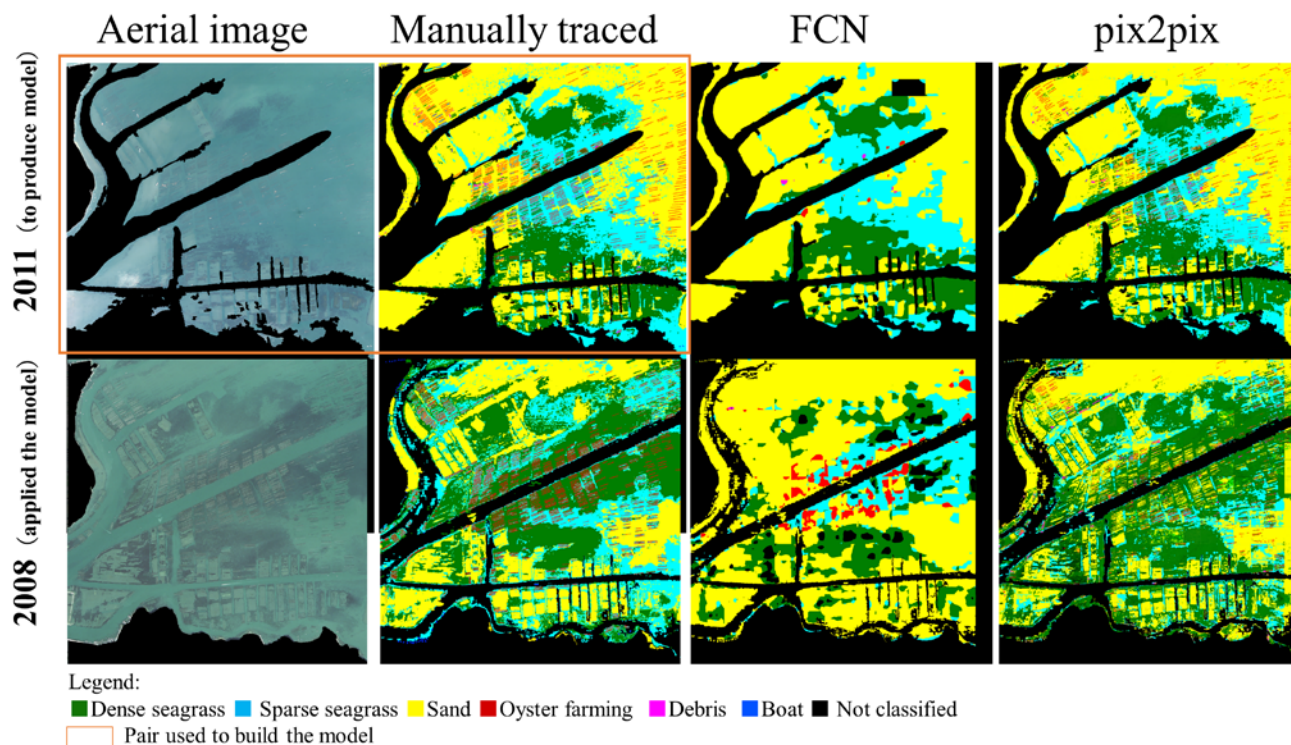 Aerial image Manually traced FCN pix2pix
2011 (to produce model)
2008 (applied the model)
Legend:
Dense seagrass Sparse seagrass Sand Oyster farming Debris Boat Not classified
Pair used to build the model